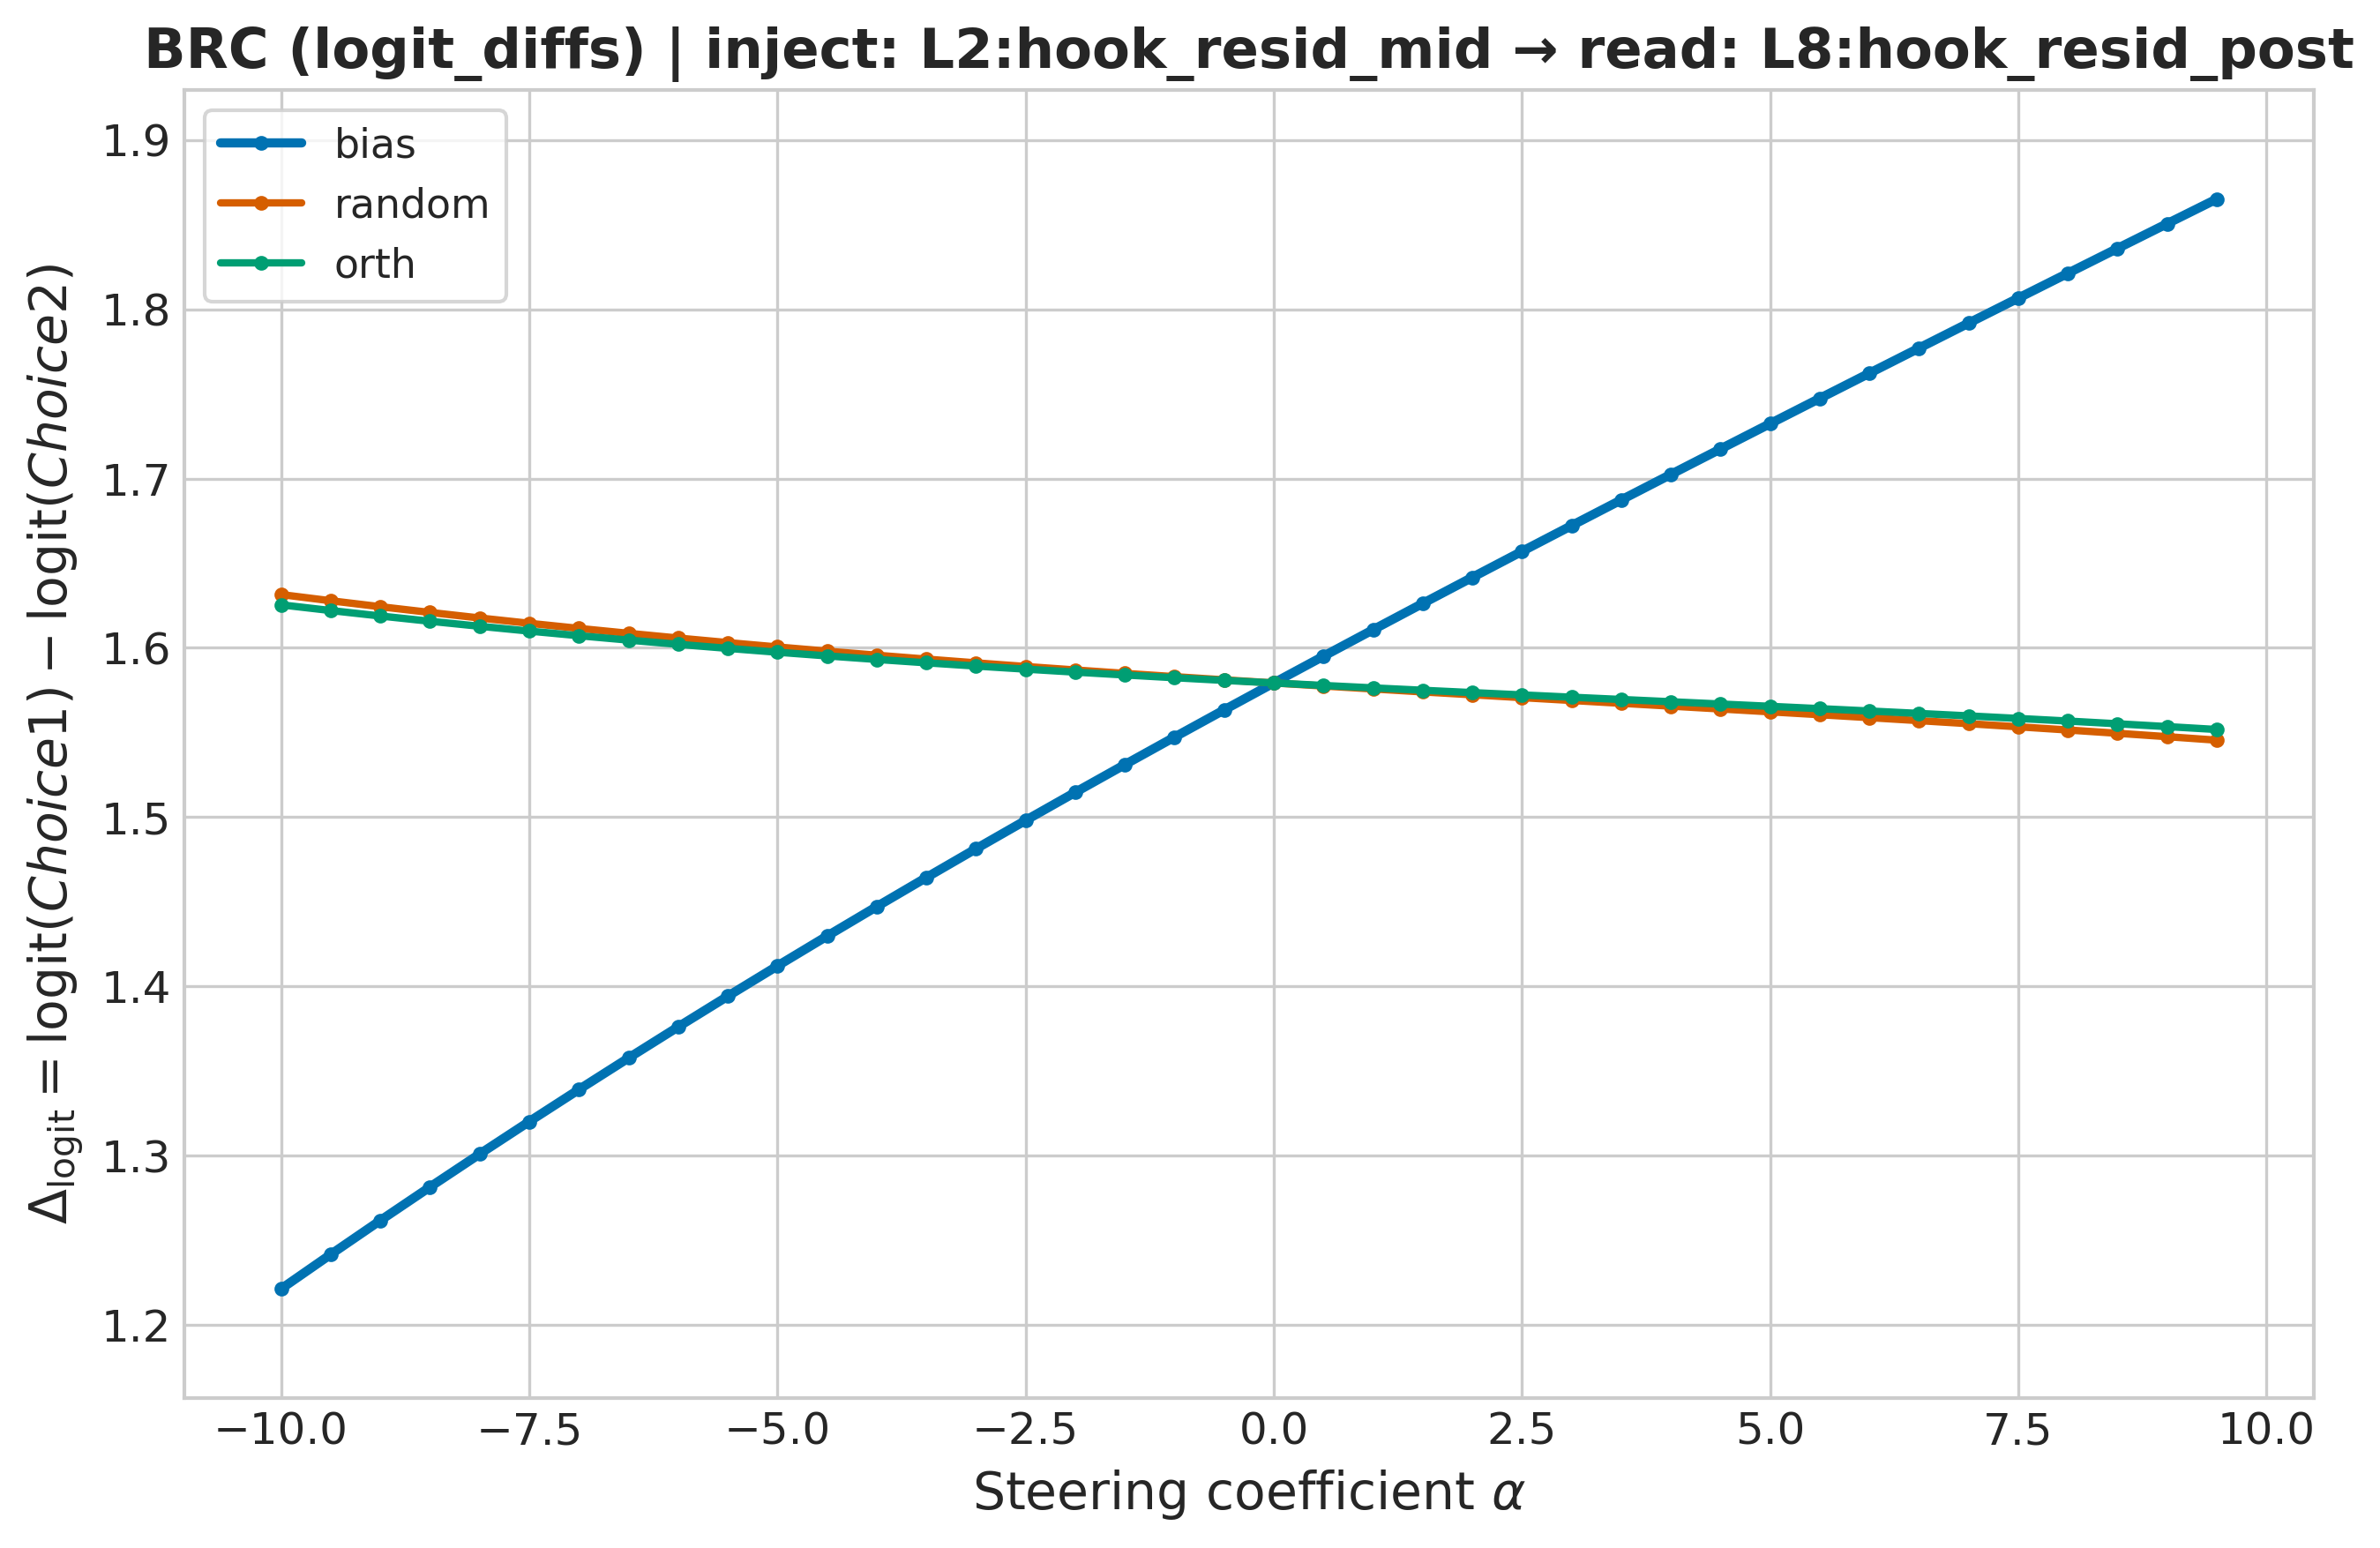 BRC (logit_diffs) | inject: L2:hook_resid_mid → read: L8:hook_resid_post
bias
random
orth
Δlogit = logit(Choice1) − logit(Choice2)
1.9
1.8
1.7
1.6
1.5
1.4
1.3
1.2
−10.0 −7.5 −5.0 −2.5 0.0 2.5 5.0 7.5 10.0
Steering coefficient α